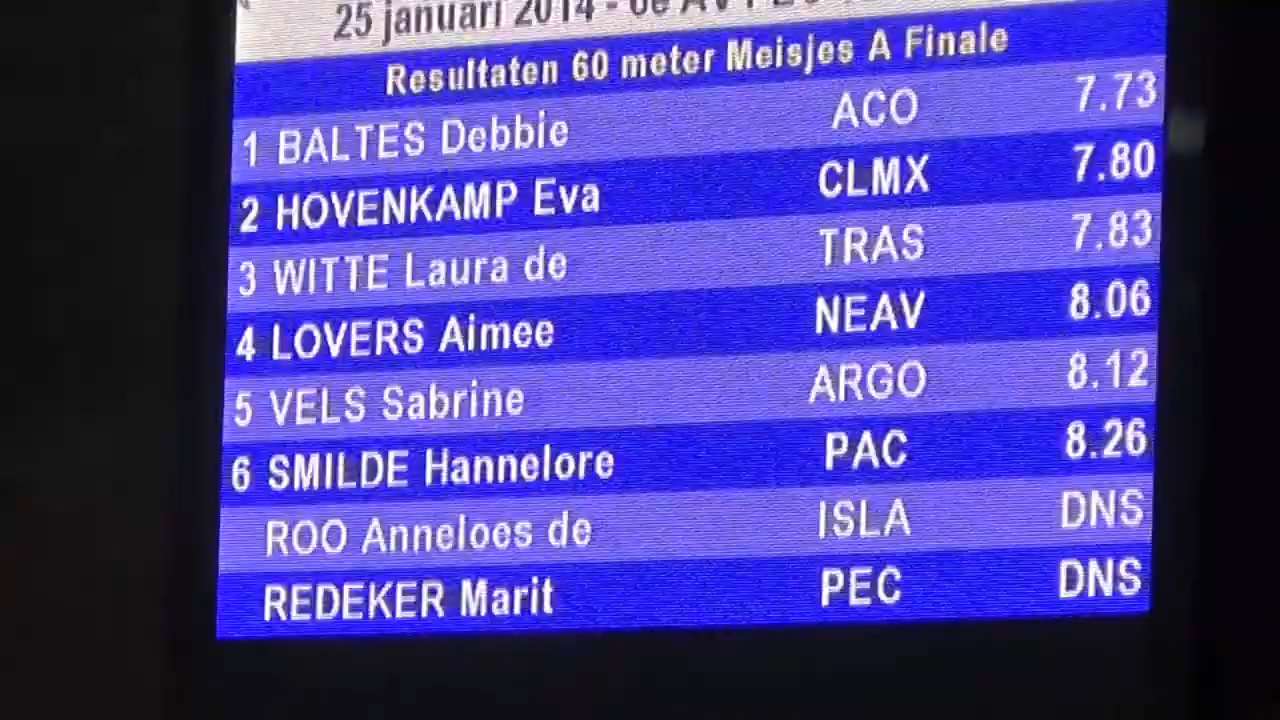 25 januari 2014 -
Resultaten 60 meter Meisjes A Finale
1 BALTES Debbie ACO 7.73
2 HOVENKAMP Eva CLMX 7.80
3 WITTE Laura de TRAS 7.83
4 LOVERS Aimee NEAV 8.06
5 VELS Sabrine ARGO 8.12
6 SMILDE Hannelore PAC 8.26
ROO Anneloes de ISLA DNS
REDEKER Marit PEC DNS